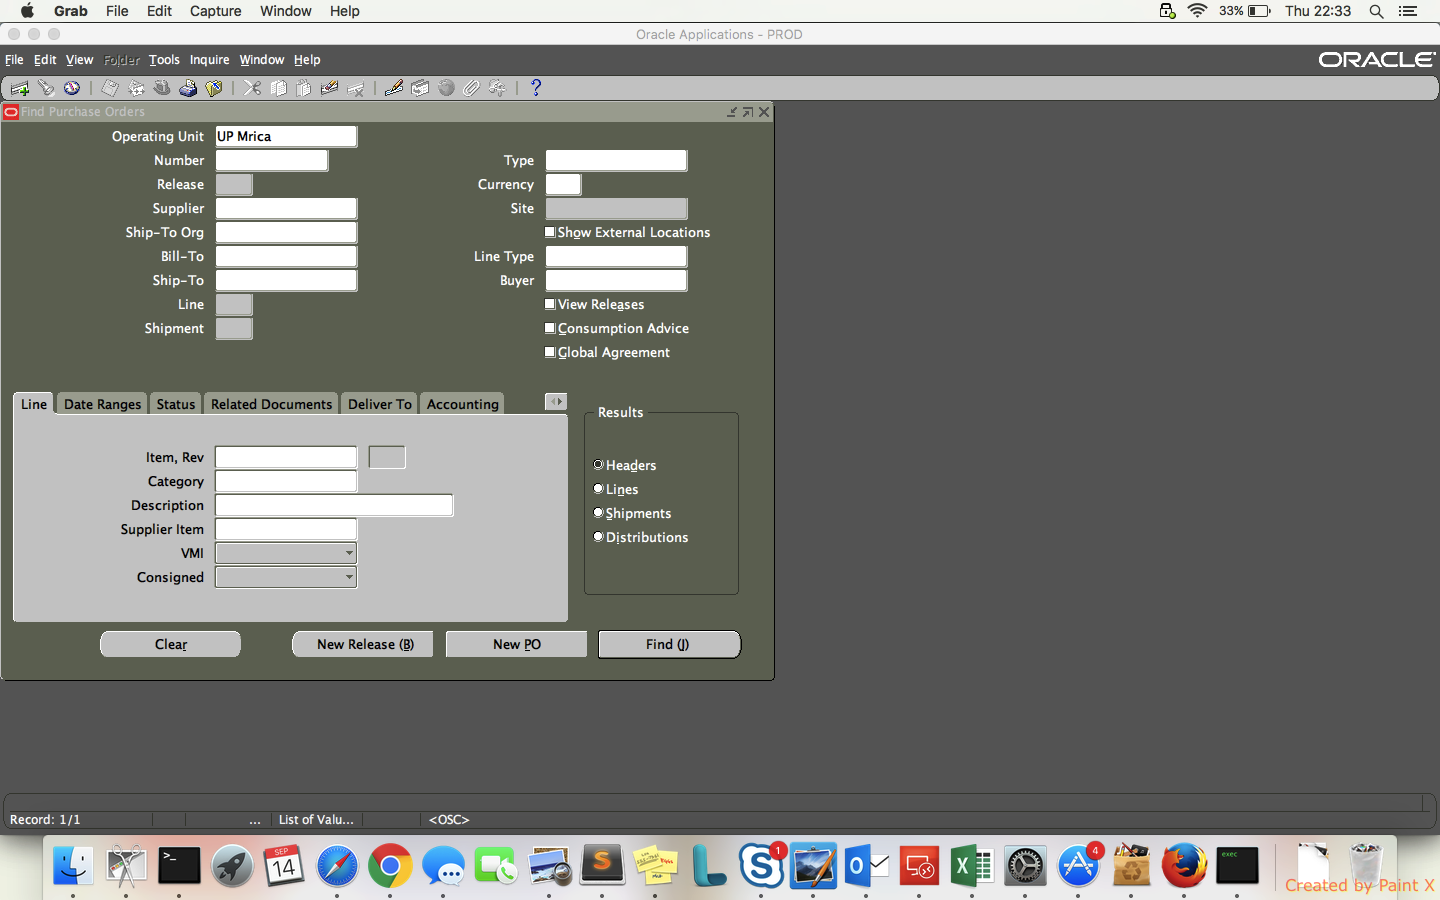 Grab File Edit Capture Window Help 33% Thu 22:33
Oracle Applications - PROD
File Edit View Folder Tools Inquire Window Help ORACLE
Find Purchase Orders
Operating Unit UP Mrica
Number Type
Release Currency
Supplier Site
Ship-To Org Show External Locations
Bill-To Line Type
Ship-To Buyer
Line View Releases
Shipment Consumption Advice
Global Agreement
Line Date Ranges Status Related Documents Deliver To Accounting
Results
Item, Rev
Category
Description
Supplier Item
VMI
Consigned
Headers
Lines
Shipments
Distributions
Clear New Release (B) New PO Find (J)
Record: 1/1 ... List of Valu... <OSC>
>_ SEP 14 S L S 1 O X 4 exec
Created by Paint X